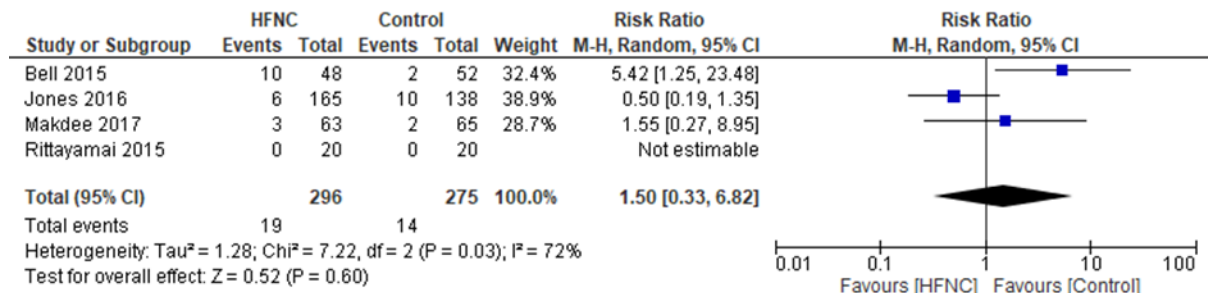 HFNC Control Risk Ratio Risk Ratio
Study or Subgroup Events Total Events Total Weight M-H, Random, 95% CI M-H, Random, 95% CI
Bell 2015 10 48 2 52 32.4% 5.42 [1.25, 23.48]
Jones 2016 6 165 10 138 38.9% 0.50 [0.19, 1.35]
Makdee 2017 3 63 2 65 28.7% 1.55 [0.27, 8.95]
Rittayamai 2015 0 20 0 20 Not estimable
Total (95% CI) 296 275 100.0% 1.50 [0.33, 6.82]
Total events 19 14
Heterogeneity: Tau² = 1.28; Chi² = 7.22, df = 2 (P = 0.03); I² = 72%
Test for overall effect: Z = 0.52 (P = 0.60)
0.01 0.1 1 10 100
Favours [HFNC] Favours [Control]